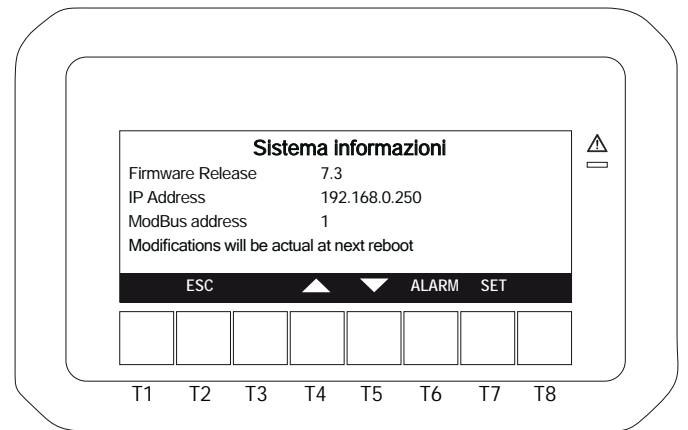 Sistema informazioni
Firmware Release 7.3
IP Address 192.168.0.250
ModBus address 1
Modifications will be actual at next reboot
ESC ALARM SET
T1 T2 T3 T4 T5 T6 T7 T8